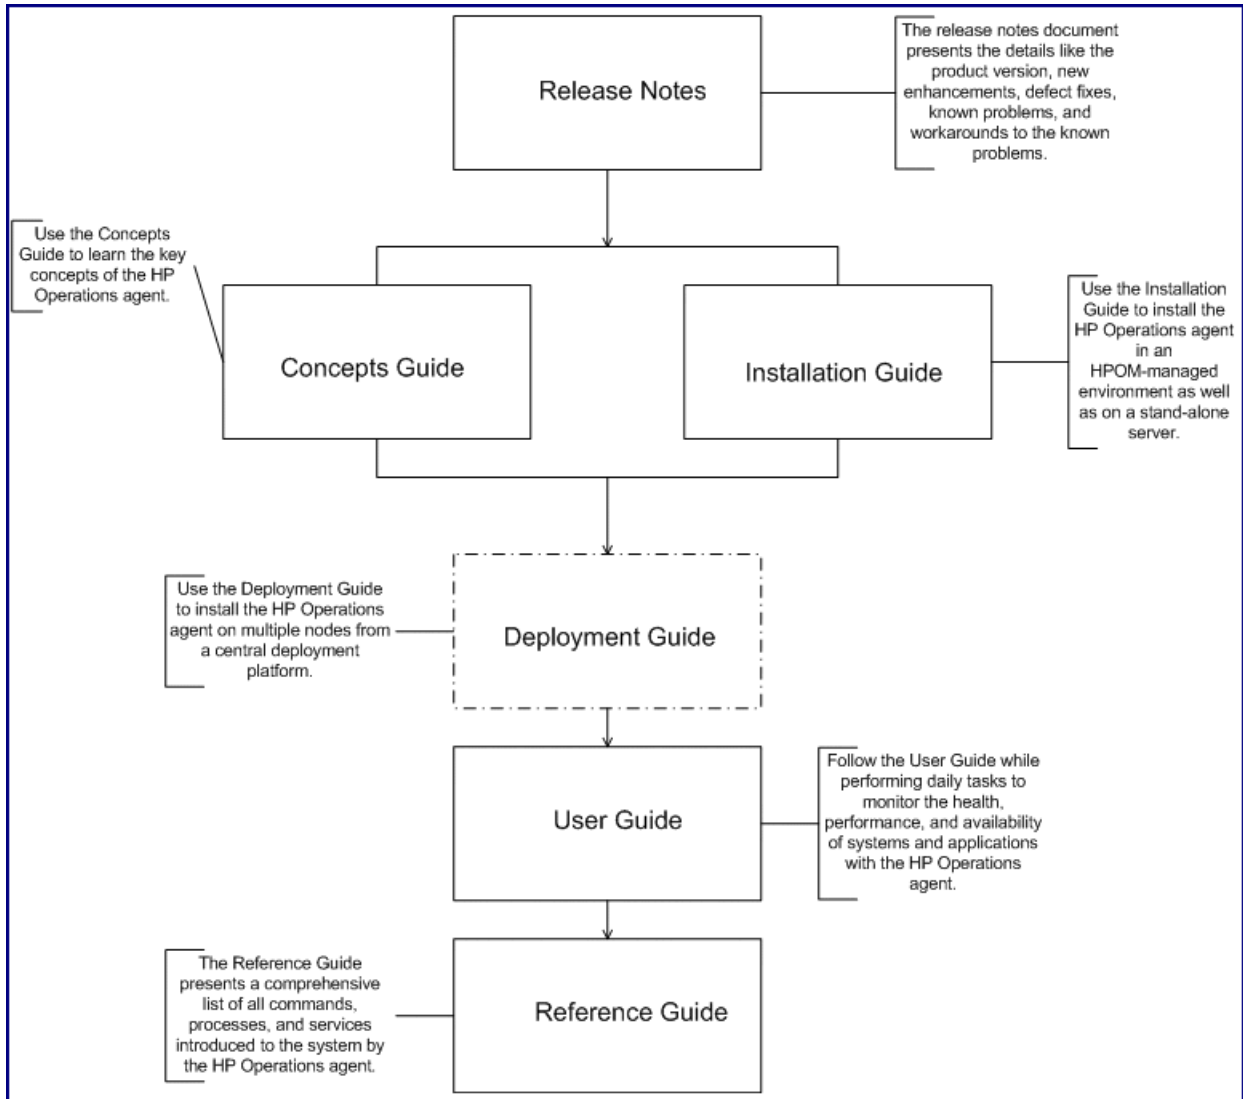 Release Notes
The release notes document
presents the details like the
product version, new
enhancements, defect fixes,
known problems, and
workarounds to the known
problems.
Use the Concepts
Guide to learn the key
concepts of the HP
Operations agent.
Concepts Guide
Installation Guide
Use the Installation
Guide to install the
HP Operations agent
in an
HPOM-managed
environment as well
as on a stand-alone
server.
Use the Deployment Guide
to install the HP Operations
agent on multiple nodes from
a central deployment
platform.
Deployment Guide
User Guide
Follow the User Guide while
performing daily tasks to
monitor the health,
performance, and availability
of systems and applications
with the HP Operations
agent.
The Reference Guide
presents a comprehensive
list of all commands,
processes, and services
introduced to the system by
the HP Operations agent.
Reference Guide